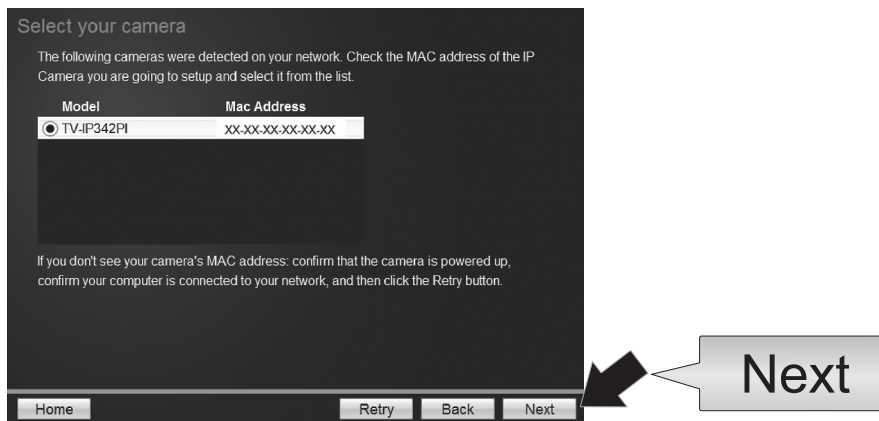 Select your camera
The following cameras were detected on your network. Check the MAC address of the IP
Camera you are going to setup and select it from the list.
Model Mac Address
TV-IP342PI XX-XX-XX-XX-XX-XX
If you don't see your camera's MAC address: confirm that the camera is powered up,
confirm your computer is connected to your network, and then click the Retry button.
Home Retry Back Next
Next